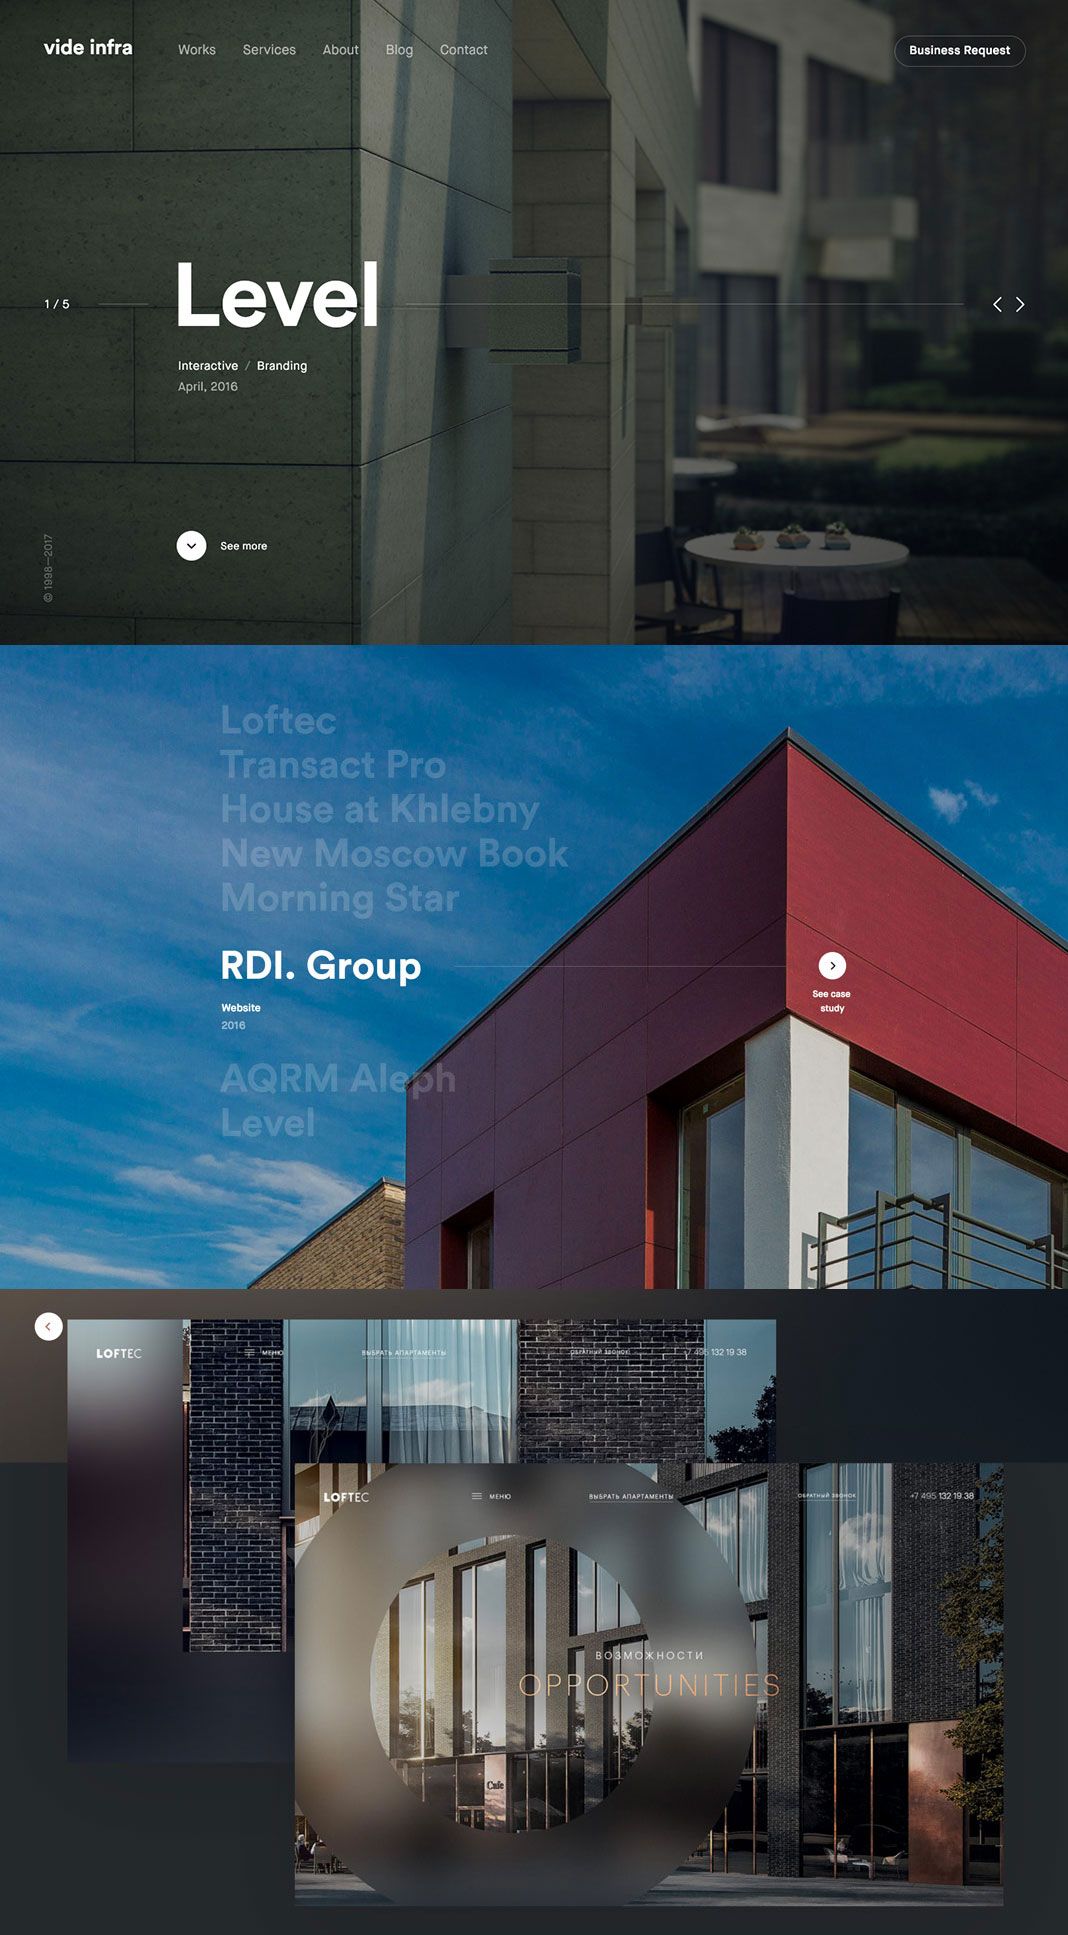 vide infra
Works
Services
About
Blog
Contact
Business Request
1 / 5
Level
Interactive / Branding
April, 2016
See more
© 1998—2017
Loftec
Transact Pro
House at Khlebny
New Moscow Book
Morning Star
RDI. Group
Website
2016
See case
study
AQRM Aleph
Level
LOFTEC
МЕНЮ
ВЫБРАТЬ АПАРТАМЕНТЫ
ОБРАТНЫЙ ЗВОНОК
+7 495 132 19 38
LOFTEC
МЕНЮ
ВЫБРАТЬ АПАРТАМЕНТЫ
ОБРАТНЫЙ ЗВОНОК
+7 495 132 19 38
ВОЗМОЖНОСТИ
OPPORTUNITIES
Cafe